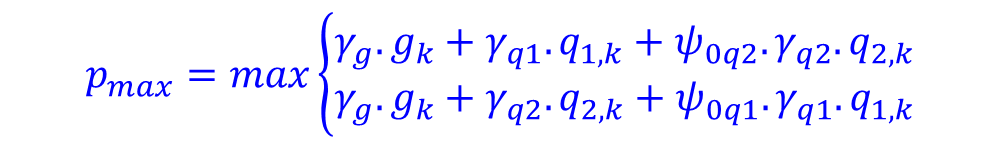 p_max = max { γ_g. g_k + γ_q1. q_1,k + ψ_0q2. γ_q2. q_2,k
γ_g. g_k + γ_q2. q_2,k + ψ_0q1. γ_q1. q_1,k